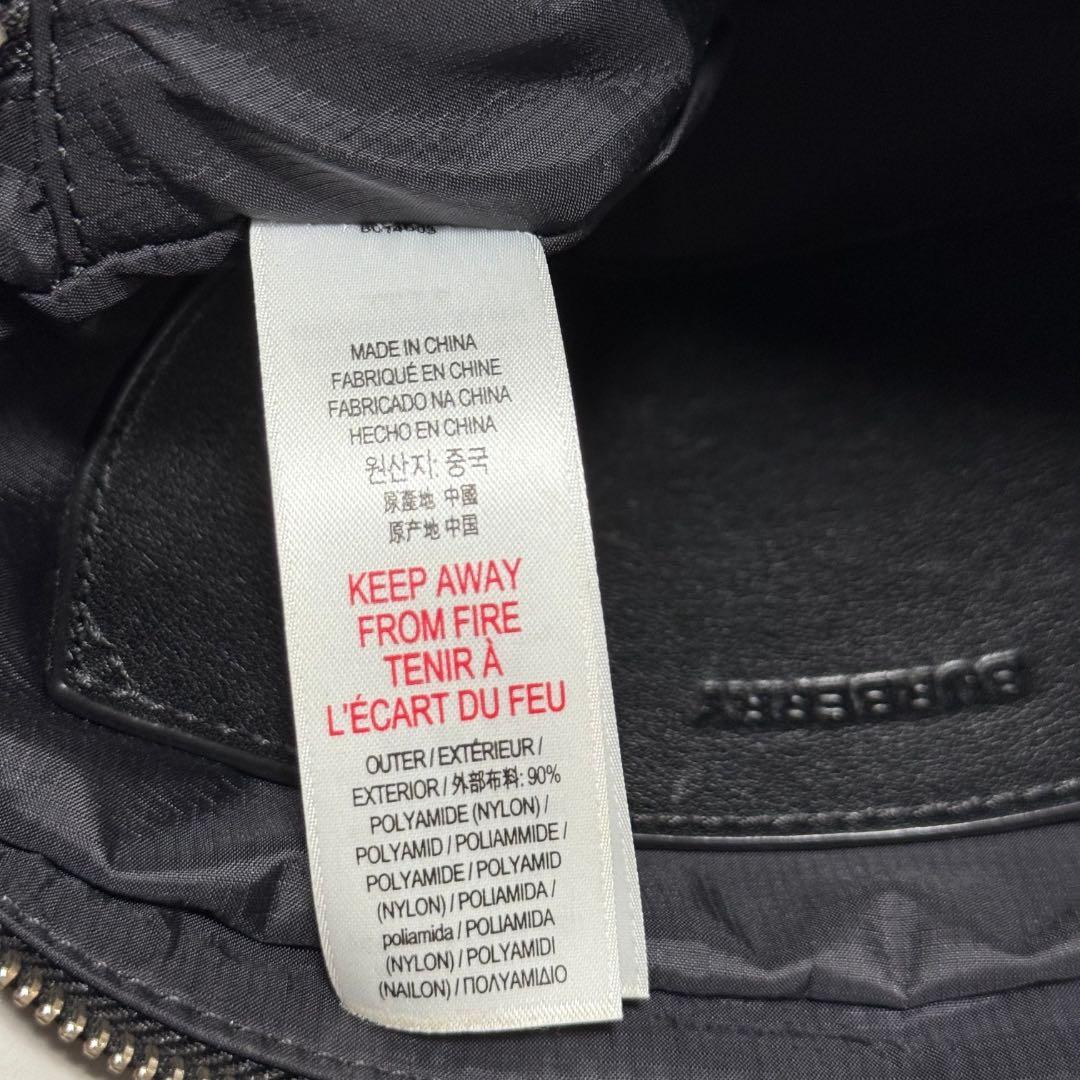 MADE IN CHINA
FABRIQUÉ EN CHINE
FABRICADO NA CHINA
HECHO EN CHINA
원산지: 중국
原產地 中國
原产地 中国
KEEP AWAY
FROM FIRE
TENIR À
L'ÉCART DU FEU
OUTER / EXTÉRIEUR /
EXTERIOR / 外部布料: 90%
POLYAMIDE (NYLON) /
POLYAMID / POLIAMMIDE /
POLYAMIDE / POLYAMID
(NYLON) / POLIAMIDA /
poliamida / POLIAMIDA
(NYLON) / POLYAMIDI
(NAILON) / ΠΟΛΥΑΜΙΔΙΟ
BURBERRY